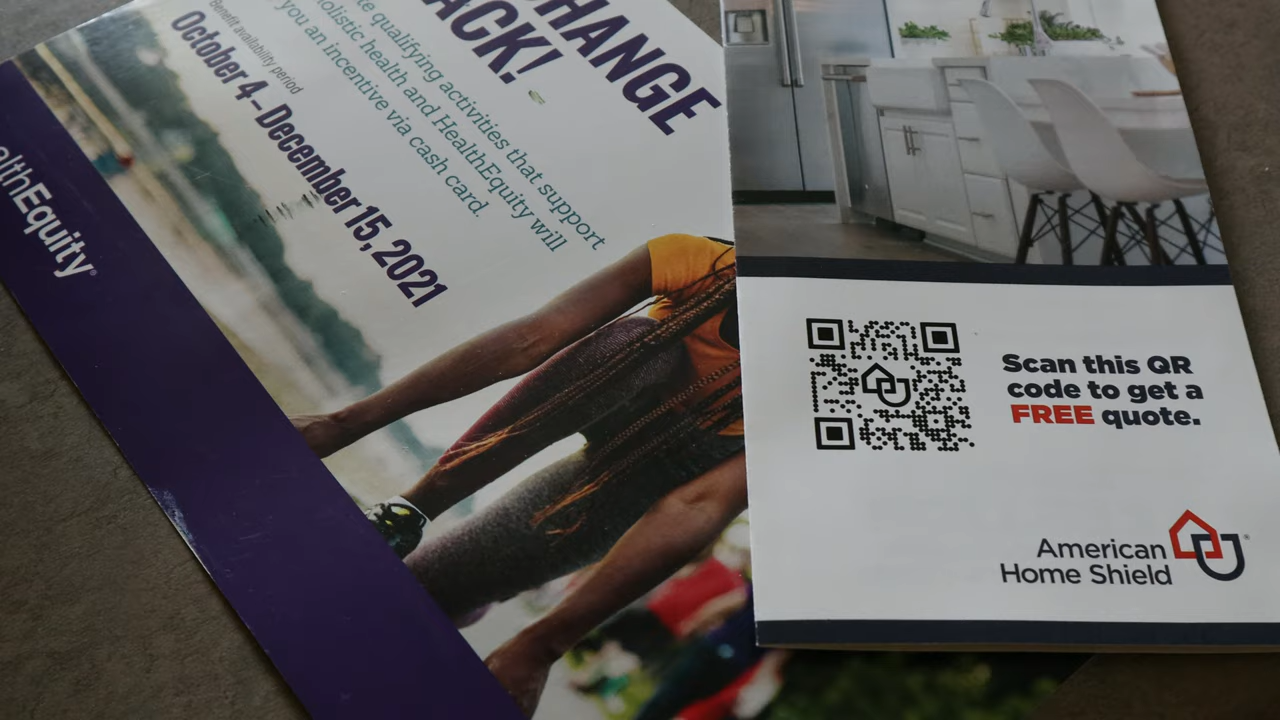 CHANGE
ACK!
qualifying activities that support
holistic health and HealthEquity will
you an incentive via cash card.
Benefit availability period
October 4–December 15, 2021
althEquity®
Scan this QR
code to get a
FREE quote.
American
Home Shield®